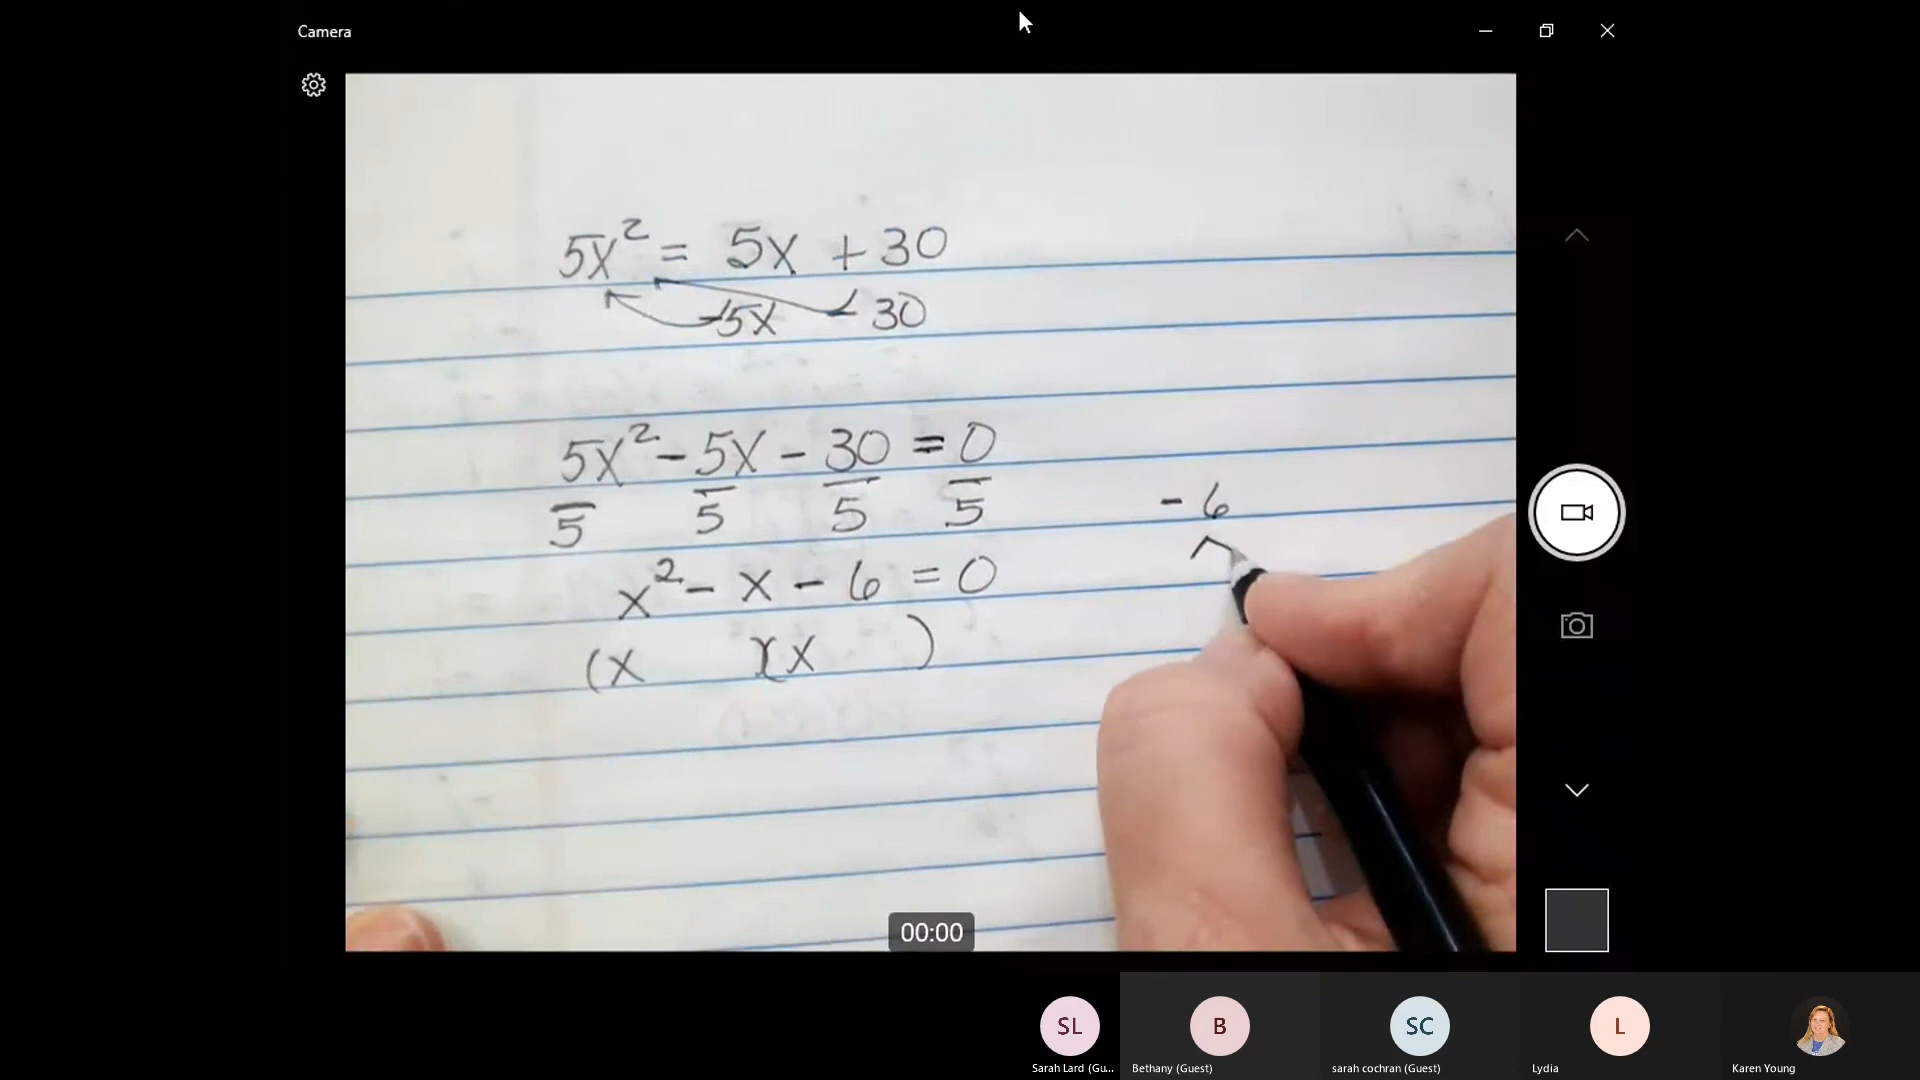 Camera
5x² = 5x + 30
-5x - 30
5x² - 5x - 30 = 0
5 5 5 5
- 6
x² - x - 6 = 0
(x )(x )
00:00
SL B SC L
Sarah Lard (Gu... Bethany (Guest) sarah cochran (Guest) Lydia Karen Young